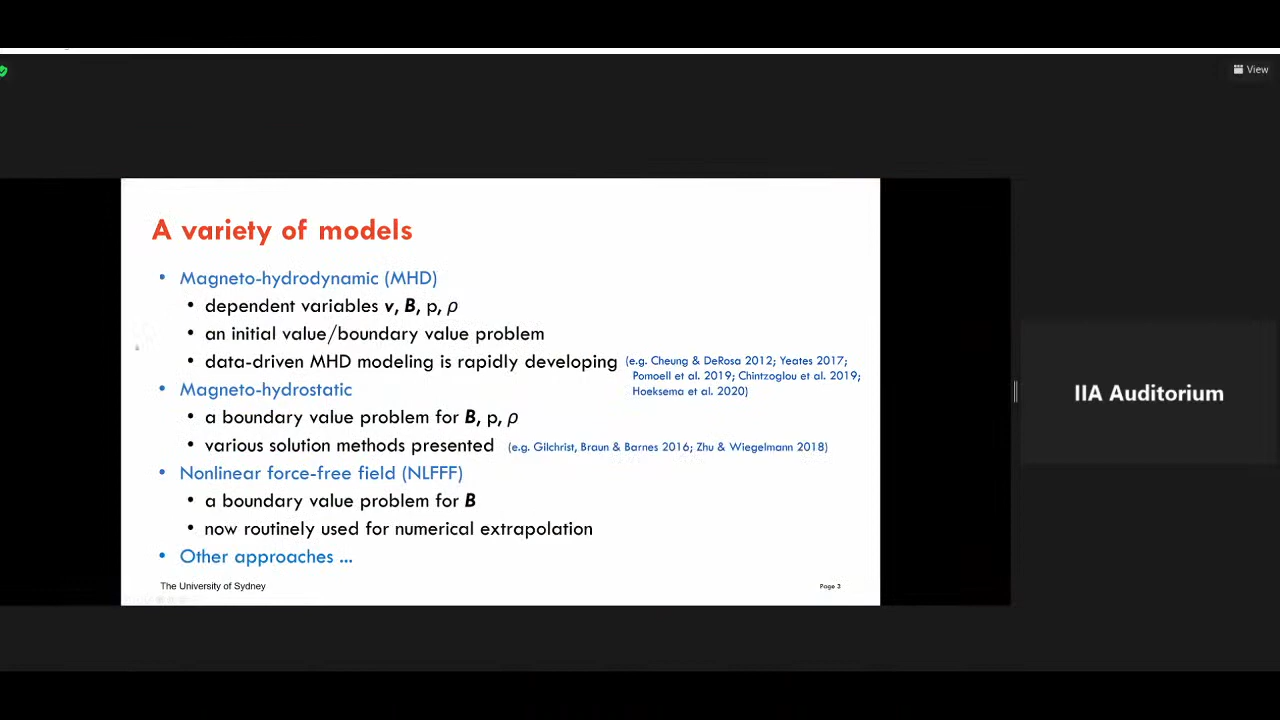 View
A variety of models
• Magneto-hydrodynamic (MHD)
• dependent variables v, B, p, ρ
• an initial value/boundary value problem
• data-driven MHD modeling is rapidly developing (e.g. Cheung & DeRosa 2012; Yeates 2017;
Pomoell et al. 2019; Chintzoglou et al. 2019;
Hoeksema et al. 2020)
• Magneto-hydrostatic
• a boundary value problem for B, p, ρ
• various solution methods presented (e.g. Gilchrist, Braun & Barnes 2016; Zhu & Wiegelmann 2018)
• Nonlinear force-free field (NLFFF)
• a boundary value problem for B
• now routinely used for numerical extrapolation
• Other approaches ...
The University of Sydney
Page 3
IIA Auditorium